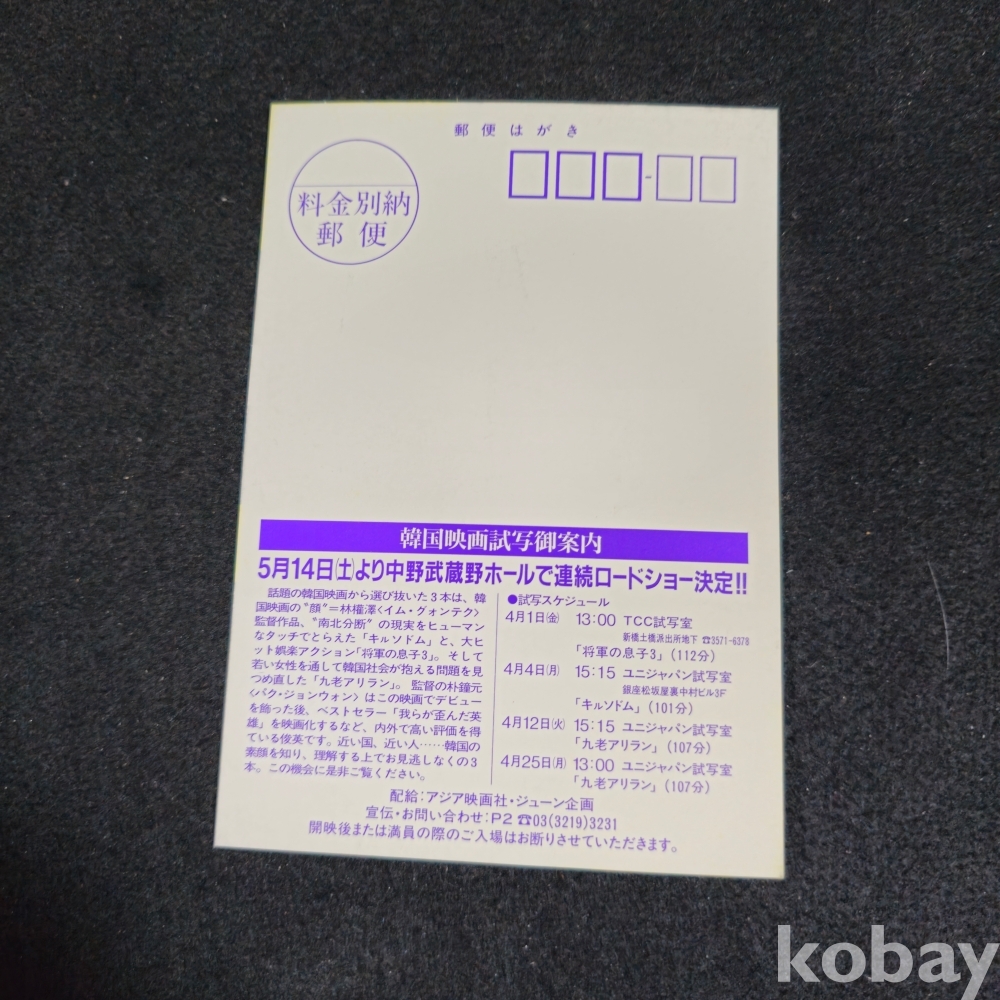 郵便はがき
料金別納
郵便
韓国映画試写御案内
5月14日(土)より中野武蔵野ホールで連続ロードショー決定!!
話題の韓国映画から選び抜いた3本は、韓
国映画の"顔"=林權澤〈イム・グォンテク〉
監督作品、"南北分断"の現実をヒューマン
なタッチでとらえた「キルソドム」と、大ヒ
ット娯楽アクション「将軍の息子3」。そして
若い女性を通して韓国社会が抱える問題を見
つめ直した「九老アリラン」。監督の朴鐘元
〈パク・ジョンウォン〉はこの映画でデビュー
を飾った後、ベストセラー「我らが歪んだ英
雄」を映画化するなど、内外で高い評価を得
ている俊英です。近い国、近い人……韓国の
素顔を知り、理解する上でお見逃しなくの3
本。この機会に是非ご覧ください。
●試写スケジュール
4月1日(金) 13:00 TCC試写室
新橋土橋派出所地下 ☎3571-6378
「将軍の息子3」(112分)
4月4日(月) 15:15 ユニジャパン試写室
銀座松坂屋裏中村ビル3F
「キルソドム」(101分)
4月12日(火) 15:15 ユニジャパン試写室
「九老アリラン」(107分)
4月25日(月) 13:00 ユニジャパン試写室
「九老アリラン」(107分)
配給:アジア映画社・ジューン企画
宣伝・お問い合わせ:P2 ☎03(3219)3231
開映後または満員の際のご入場はお断りさせていただきます。
kobay